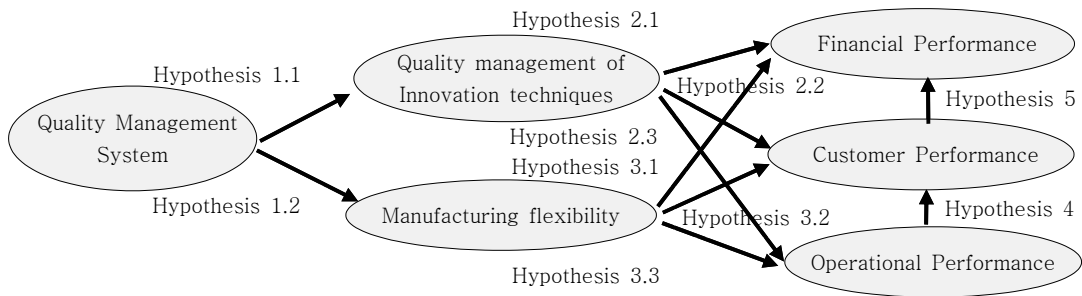 Hypothesis 2.1
Financial Performance
Hypothesis 1.1
Quality management of
Innovation techniques
Hypothesis 2.2
Hypothesis 5
Quality Management
System
Hypothesis 2.3
Hypothesis 3.1
Customer Performance
Hypothesis 1.2
Manufacturing flexibility
Hypothesis 3.2
Hypothesis 4
Hypothesis 3.3
Operational Performance